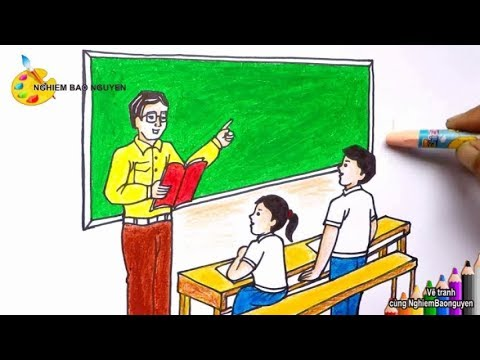 NGHIEM BAO NGUYEN
Vẽ tranh
cùng NghiemBaonguyen